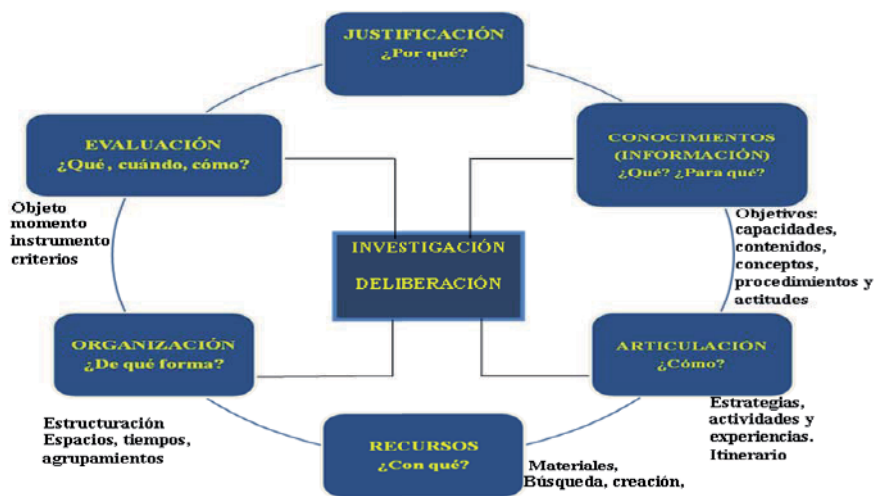 JUSTIFICACIÓN
¿Por qué?
EVALUACIÓN
¿Qué, cuándo, cómo?
CONOCIMIENTOS
(INFORMACIÓN)
¿Qué? ¿Para qué?
Objeto
momento
instrumento
criterios
Objetivos:
capacidades,
contenidos,
conceptos,
procedimientos y
actitudes
INVESTIGACIÓN
DELIBERACIÓN
ORGANIZACIÓN
¿De qué forma?
ARTICULACIÓN
¿Cómo?
Estructuración
Espacios, tiempos,
agrupamientos
Estrategias,
actividades y
experiencias.
Itinerario
RECURSOS
¿Con qué?
Materiales,
Búsqueda, creación,